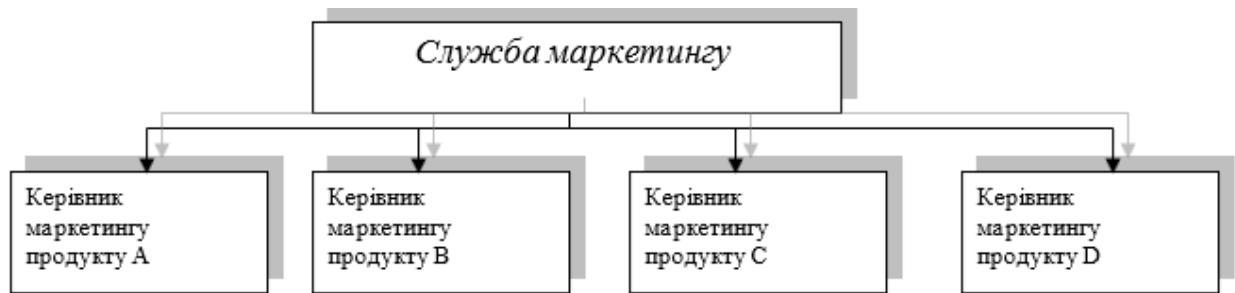 Служба маркетингу
Керівник
маркетингу
продукту А
Керівник
маркетингу
продукту В
Керівник
маркетингу
продукту С
Керівник
маркетингу
продукту D